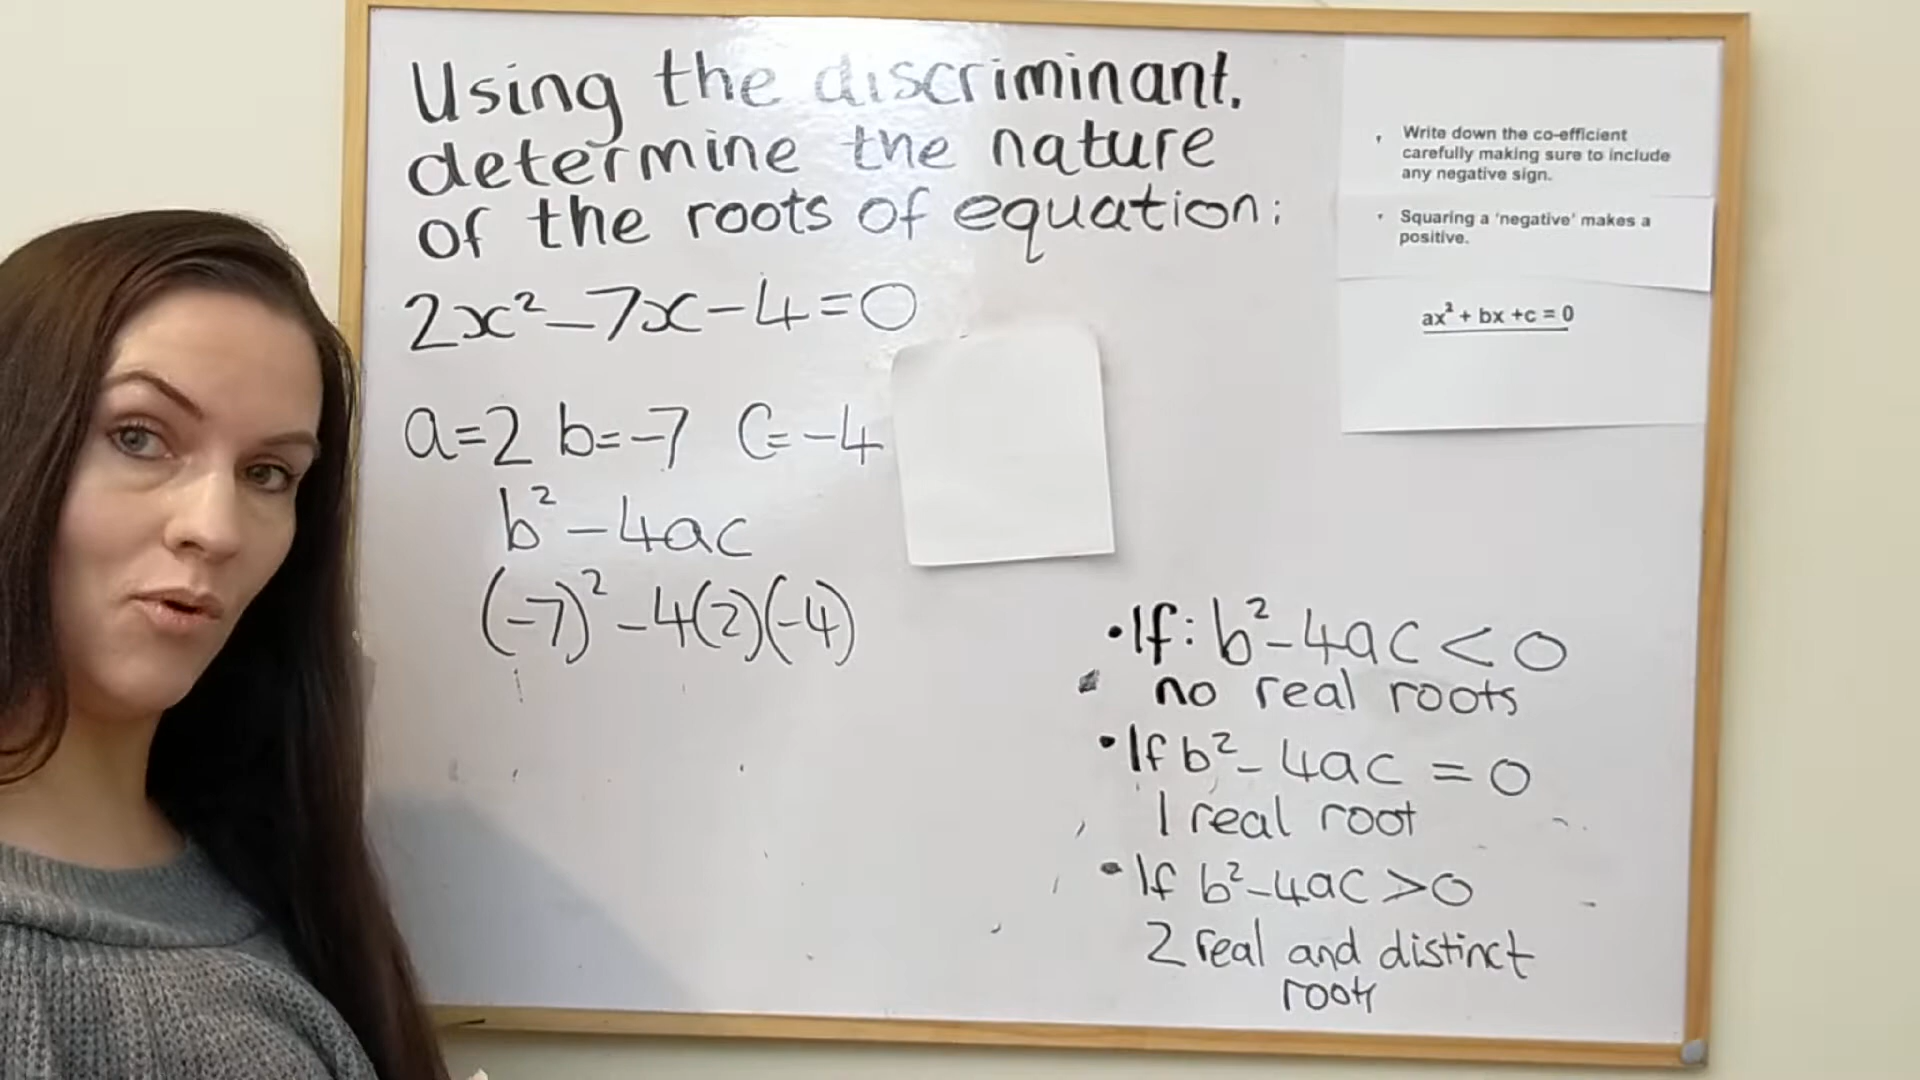 Using the discriminant.
determine the nature
of the roots of equation:
2x² - 7x - 4 = 0
a = 2 b = -7 c = -4
b² - 4ac
(-7)² - 4(2)(-4)
• Write down the co-efficient
carefully making sure to include
any negative sign.
• Squaring a 'negative' makes a
positive.
ax² + bx +c = 0
• If: b² - 4ac < 0
no real roots
• If b² - 4ac = 0
1 real root
• If b² - 4ac > 0
2 real and distinct
roots